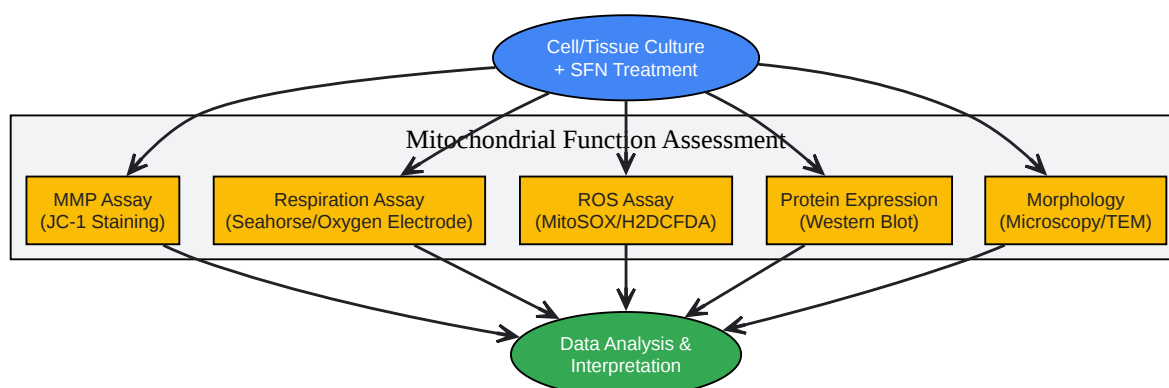 Cell/Tissue Culture
+ SFN Treatment
Mitochondrial Function Assessment
MMP Assay
(JC-1 Staining)
Respiration Assay
(Seahorse/Oxygen Electrode)
ROS Assay
(MitoSOX/H2DCFDA)
Protein Expression
(Western Blot)
Morphology
(Microscopy/TEM)
Data Analysis &
Interpretation